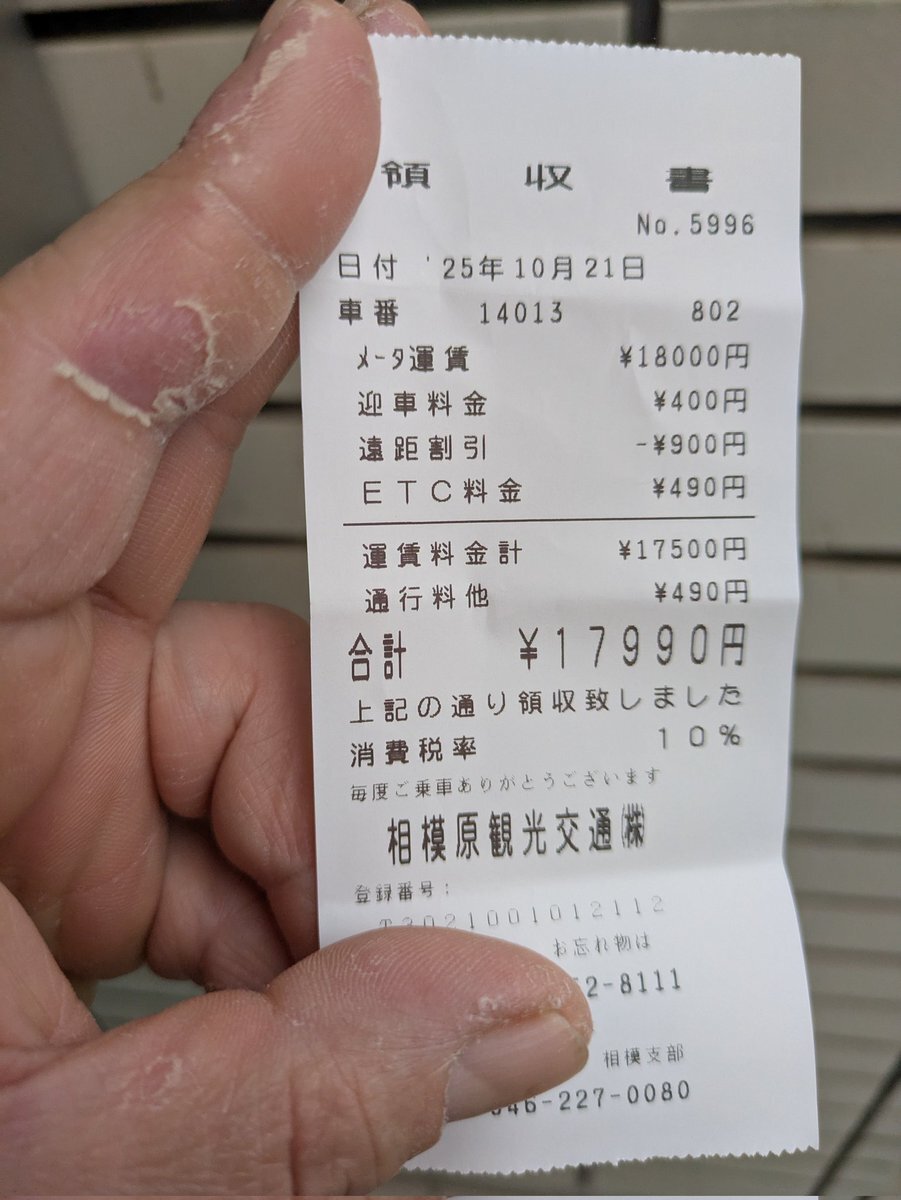 領収書
No.5996
日付 '25年10月21日
車番 14013 802
ﾒｰﾀ運賃 ¥18000円
迎車料金 ¥400円
遠距割引 -¥900円
ＥＴＣ料金 ¥490円
運賃料金計 ¥17500円
通行料他 ¥490円
合計 ¥17990円
上記の通り領収致しました
消費税率 １０％
毎度ご乗車ありがとうございます
相模原観光交通㈱
登録番号：
T3021001012112
お忘れ物は
2-8111
相模支部
046-227-0080